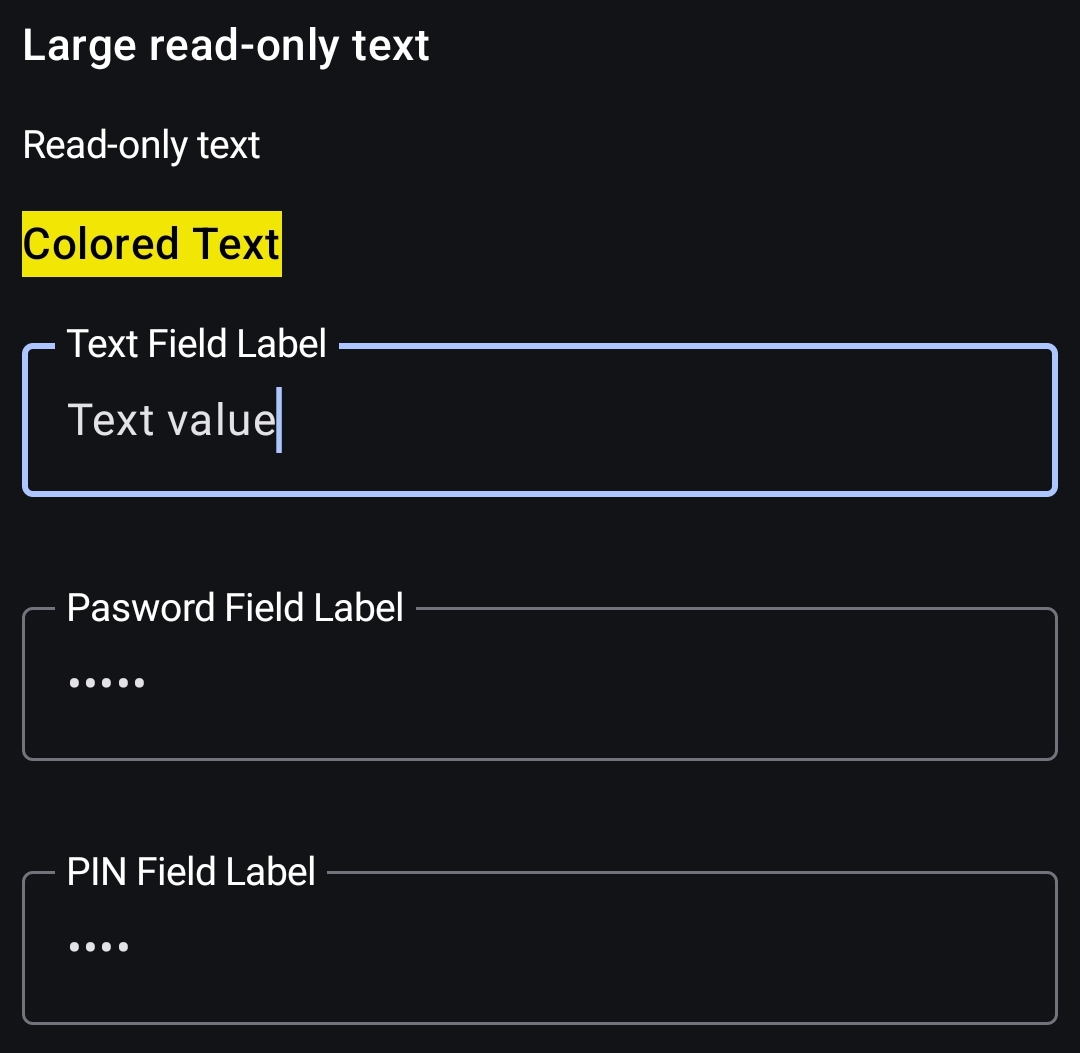 Large read-only text
Read-only text
Colored Text
Text Field Label
Text value
Pasword Field Label
•••••
PIN Field Label
••••